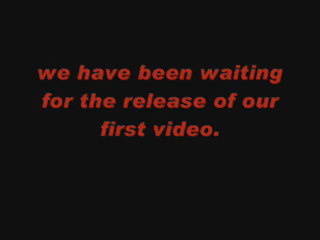 we have been waiting
for the release of our
first video.